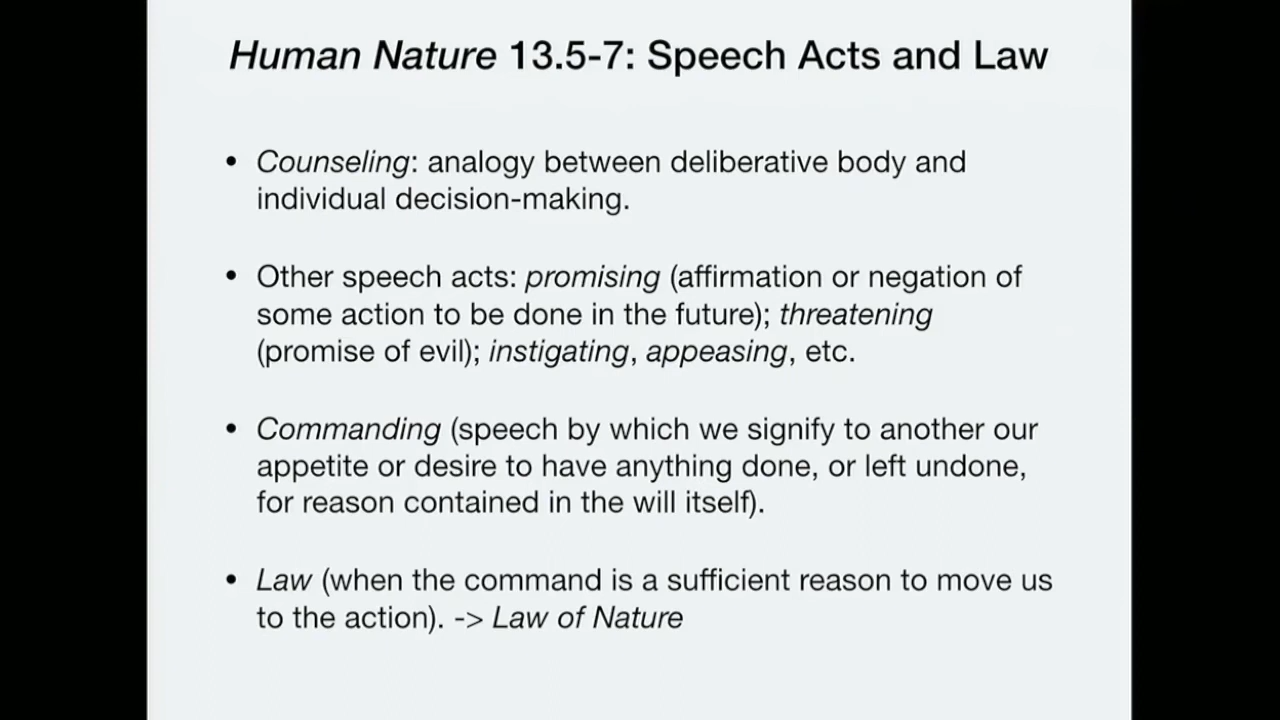 Human Nature 13.5-7: Speech Acts and Law
• Counseling: analogy between deliberative body and
individual decision-making.
• Other speech acts: promising (affirmation or negation of
some action to be done in the future); threatening
(promise of evil); instigating, appeasing, etc.
• Commanding (speech by which we signify to another our
appetite or desire to have anything done, or left undone,
for reason contained in the will itself).
• Law (when the command is a sufficient reason to move us
to the action). -> Law of Nature